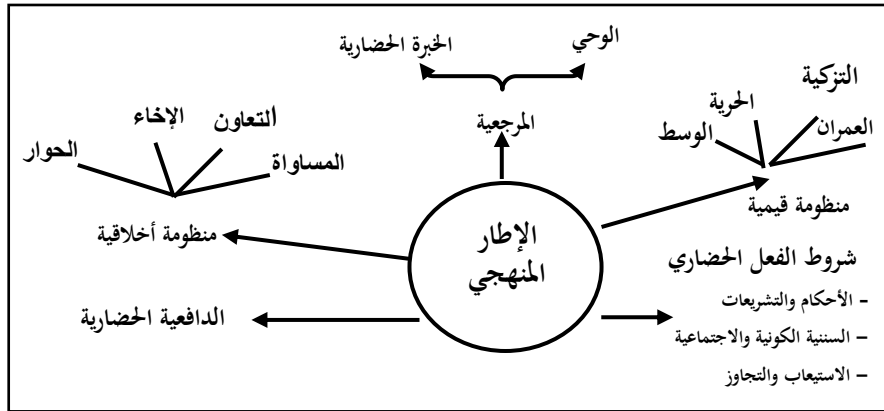 الوحي
الخبرة الحضارية
المرجعية
التزكية
الحرية
العمران
الوسط
منظومة قيمية
التعاون
الإخاء
الحوار
المساواة
منظومة أخلاقية
الإطار
المنهجي
شروط الفعل الحضاري
- الأحكام والتشريعات
- السننية الكونية والاجتماعية
- الاستيعاب والتجاوز
الدافعية الحضارية